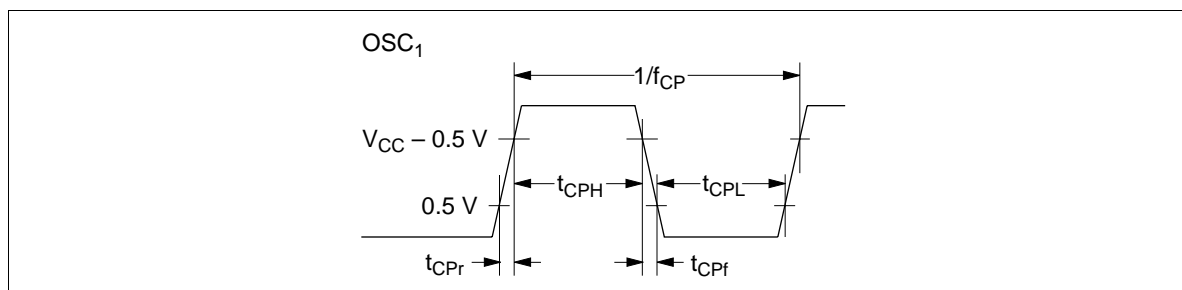 OSC₁
1/fCP
VCC – 0.5 V
tCPH
tCPL
0.5 V
tCPr
tCPf